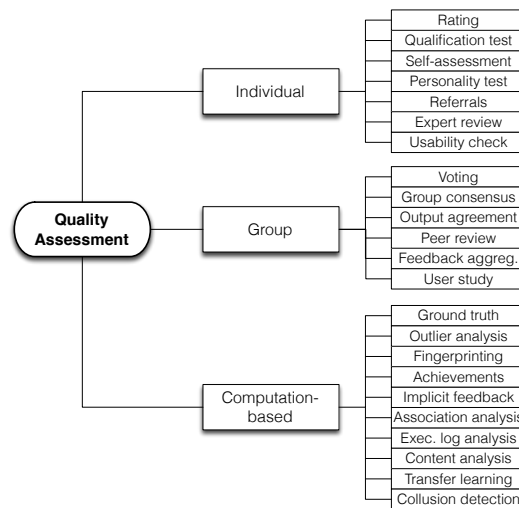 Quality
Assessment
Individual
Rating
Qualification test
Self-assessment
Personality test
Referrals
Expert review
Usability check
Group
Voting
Group consensus
Output agreement
Peer review
Feedback aggreg.
User study
Computation-
based
Ground truth
Outlier analysis
Fingerprinting
Achievements
Implicit feedback
Association analysis
Exec. log analysis
Content analysis
Transfer learning
Collusion detection